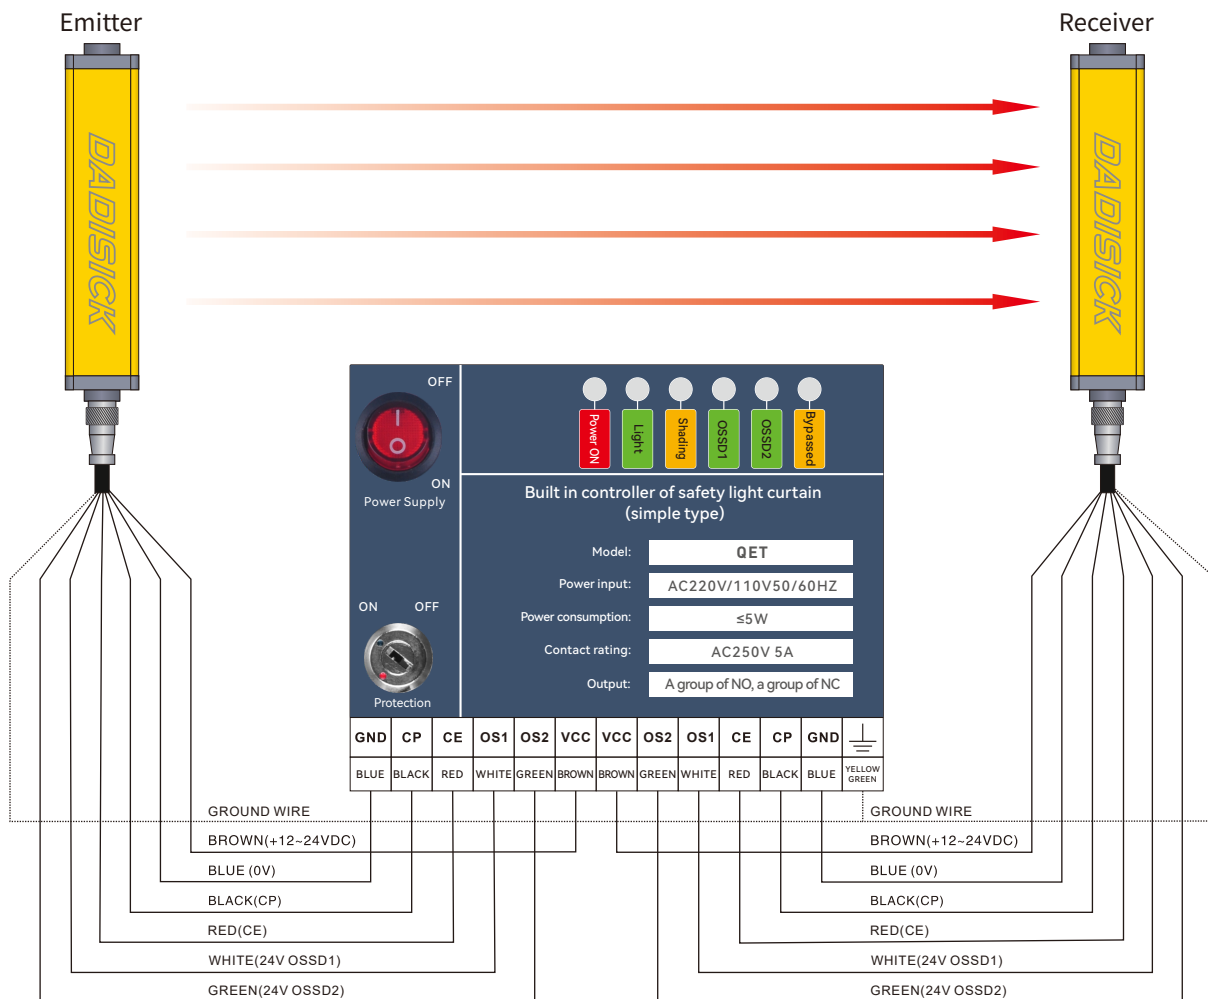 Emitter
Receiver
DADISICK
DADISICK
OFF
ON
Power Supply
ON
OFF
Protection
Power ON
Light
Shading
OSSD1
OSSD2
Bypassed
Built in controller of safety light curtain
(simple type)
Model: QET
Power input: AC220V/110V50/60HZ
Power consumption: ≤5W
Contact rating: AC250V 5A
Output: A group of NO, a group of NC
GND CP CE OS1 OS2 VCC VCC OS2 OS1 CE CP GND
BLUE BLACK RED WHITE GREEN BROWN BROWN GREEN WHITE RED BLACK BLUE YELLOW GREEN
GROUND WIRE
BROWN(+12~24VDC)
BLUE (0V)
BLACK(CP)
RED(CE)
WHITE(24V OSSD1)
GREEN(24V OSSD2)
GROUND WIRE
BROWN(+12~24VDC)
BLUE (0V)
BLACK(CP)
RED(CE)
WHITE(24V OSSD1)
GREEN(24V OSSD2)